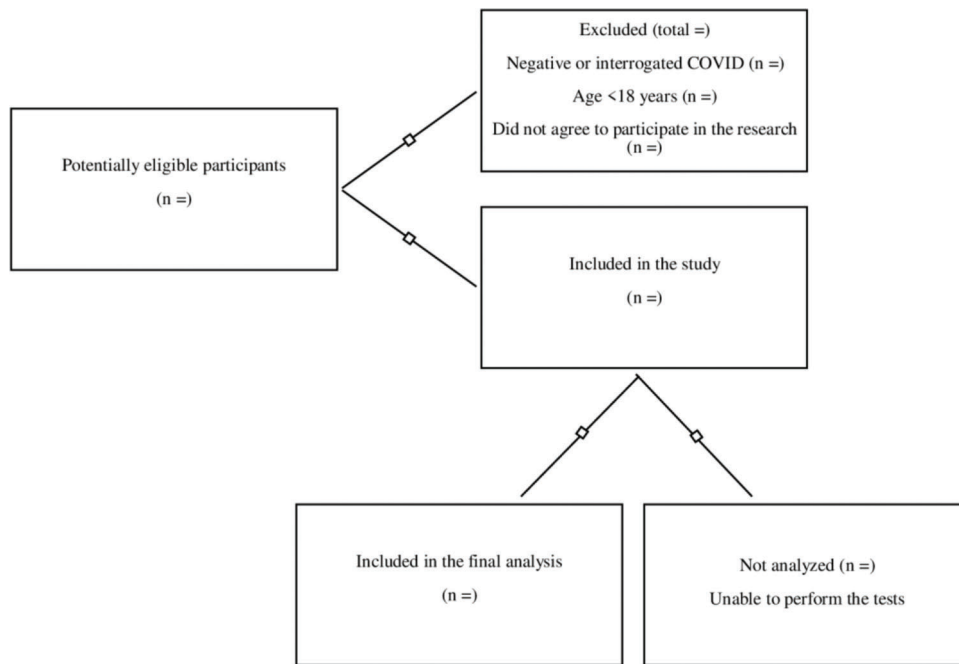 Excluded (total =)
Negative or interrogated COVID (n =)
Age <18 years (n =)
Did not agree to participate in the research
(n =)
Potentially eligible participants
(n =)
Included in the study
(n =)
Included in the final analysis
(n =)
Not analyzed (n =)
Unable to perform the tests